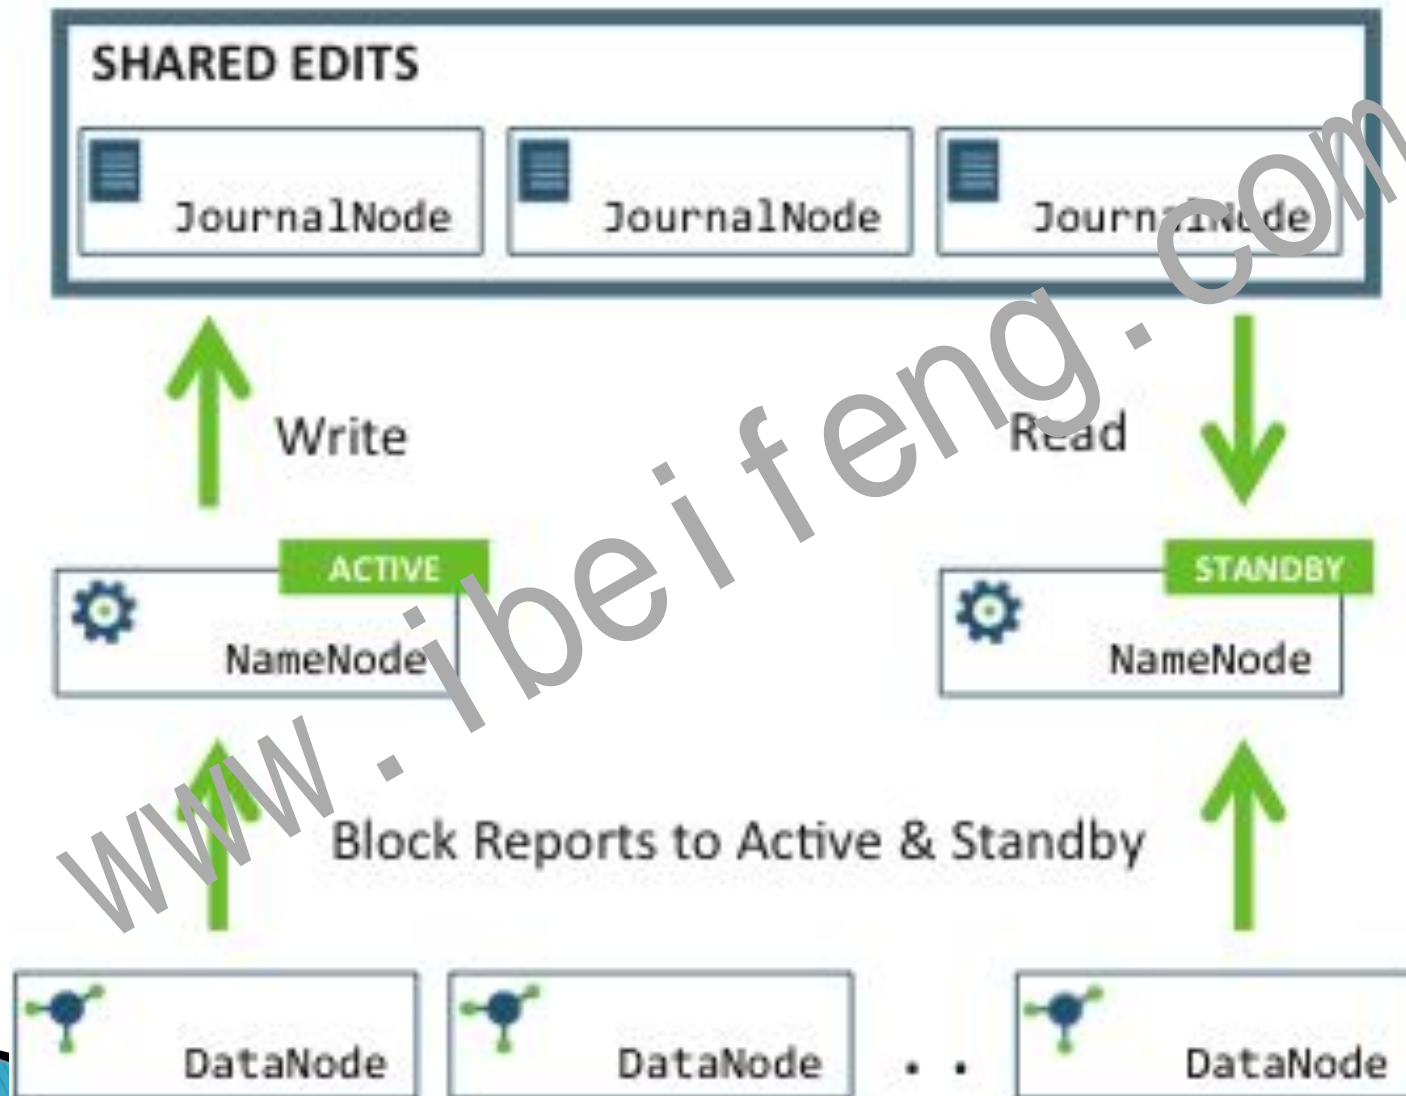 SHARED EDITS
JournalNode JournalNode JournalNode
Write Read
ACTIVE STANDBY
NameNode NameNode
www.ibeifeng.com
Block Reports to Active & Standby
DataNode DataNode . . DataNode